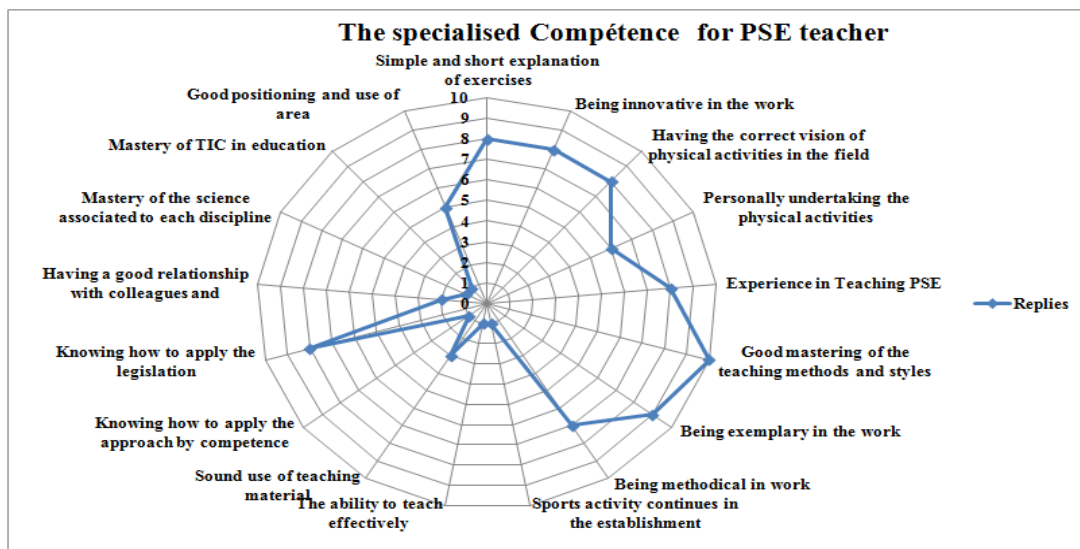 The specialised Compétence for PSE teacher
Simple and short explanation
of exercises
Being innovative in the work
Having the correct vision of
physical activities in the field
Personally undertaking the
physical activities
Experience in Teaching PSE
Good mastering of the
teaching methods and styles
Being exemplary in the work
Being methodical in work
Sports activity continues in
the establishment
The ability to teach
effectively
Sound use of teaching
material
Knowing how to apply the
approach by competence
Knowing how to apply the
legislation
Having a good relationship
with colleagues and
Mastery of the science
associated to each discipline
Mastery of TIC in education
Good positioning and use of
area
10
9
8
7
6
5
4
3
2
1
0
Replies